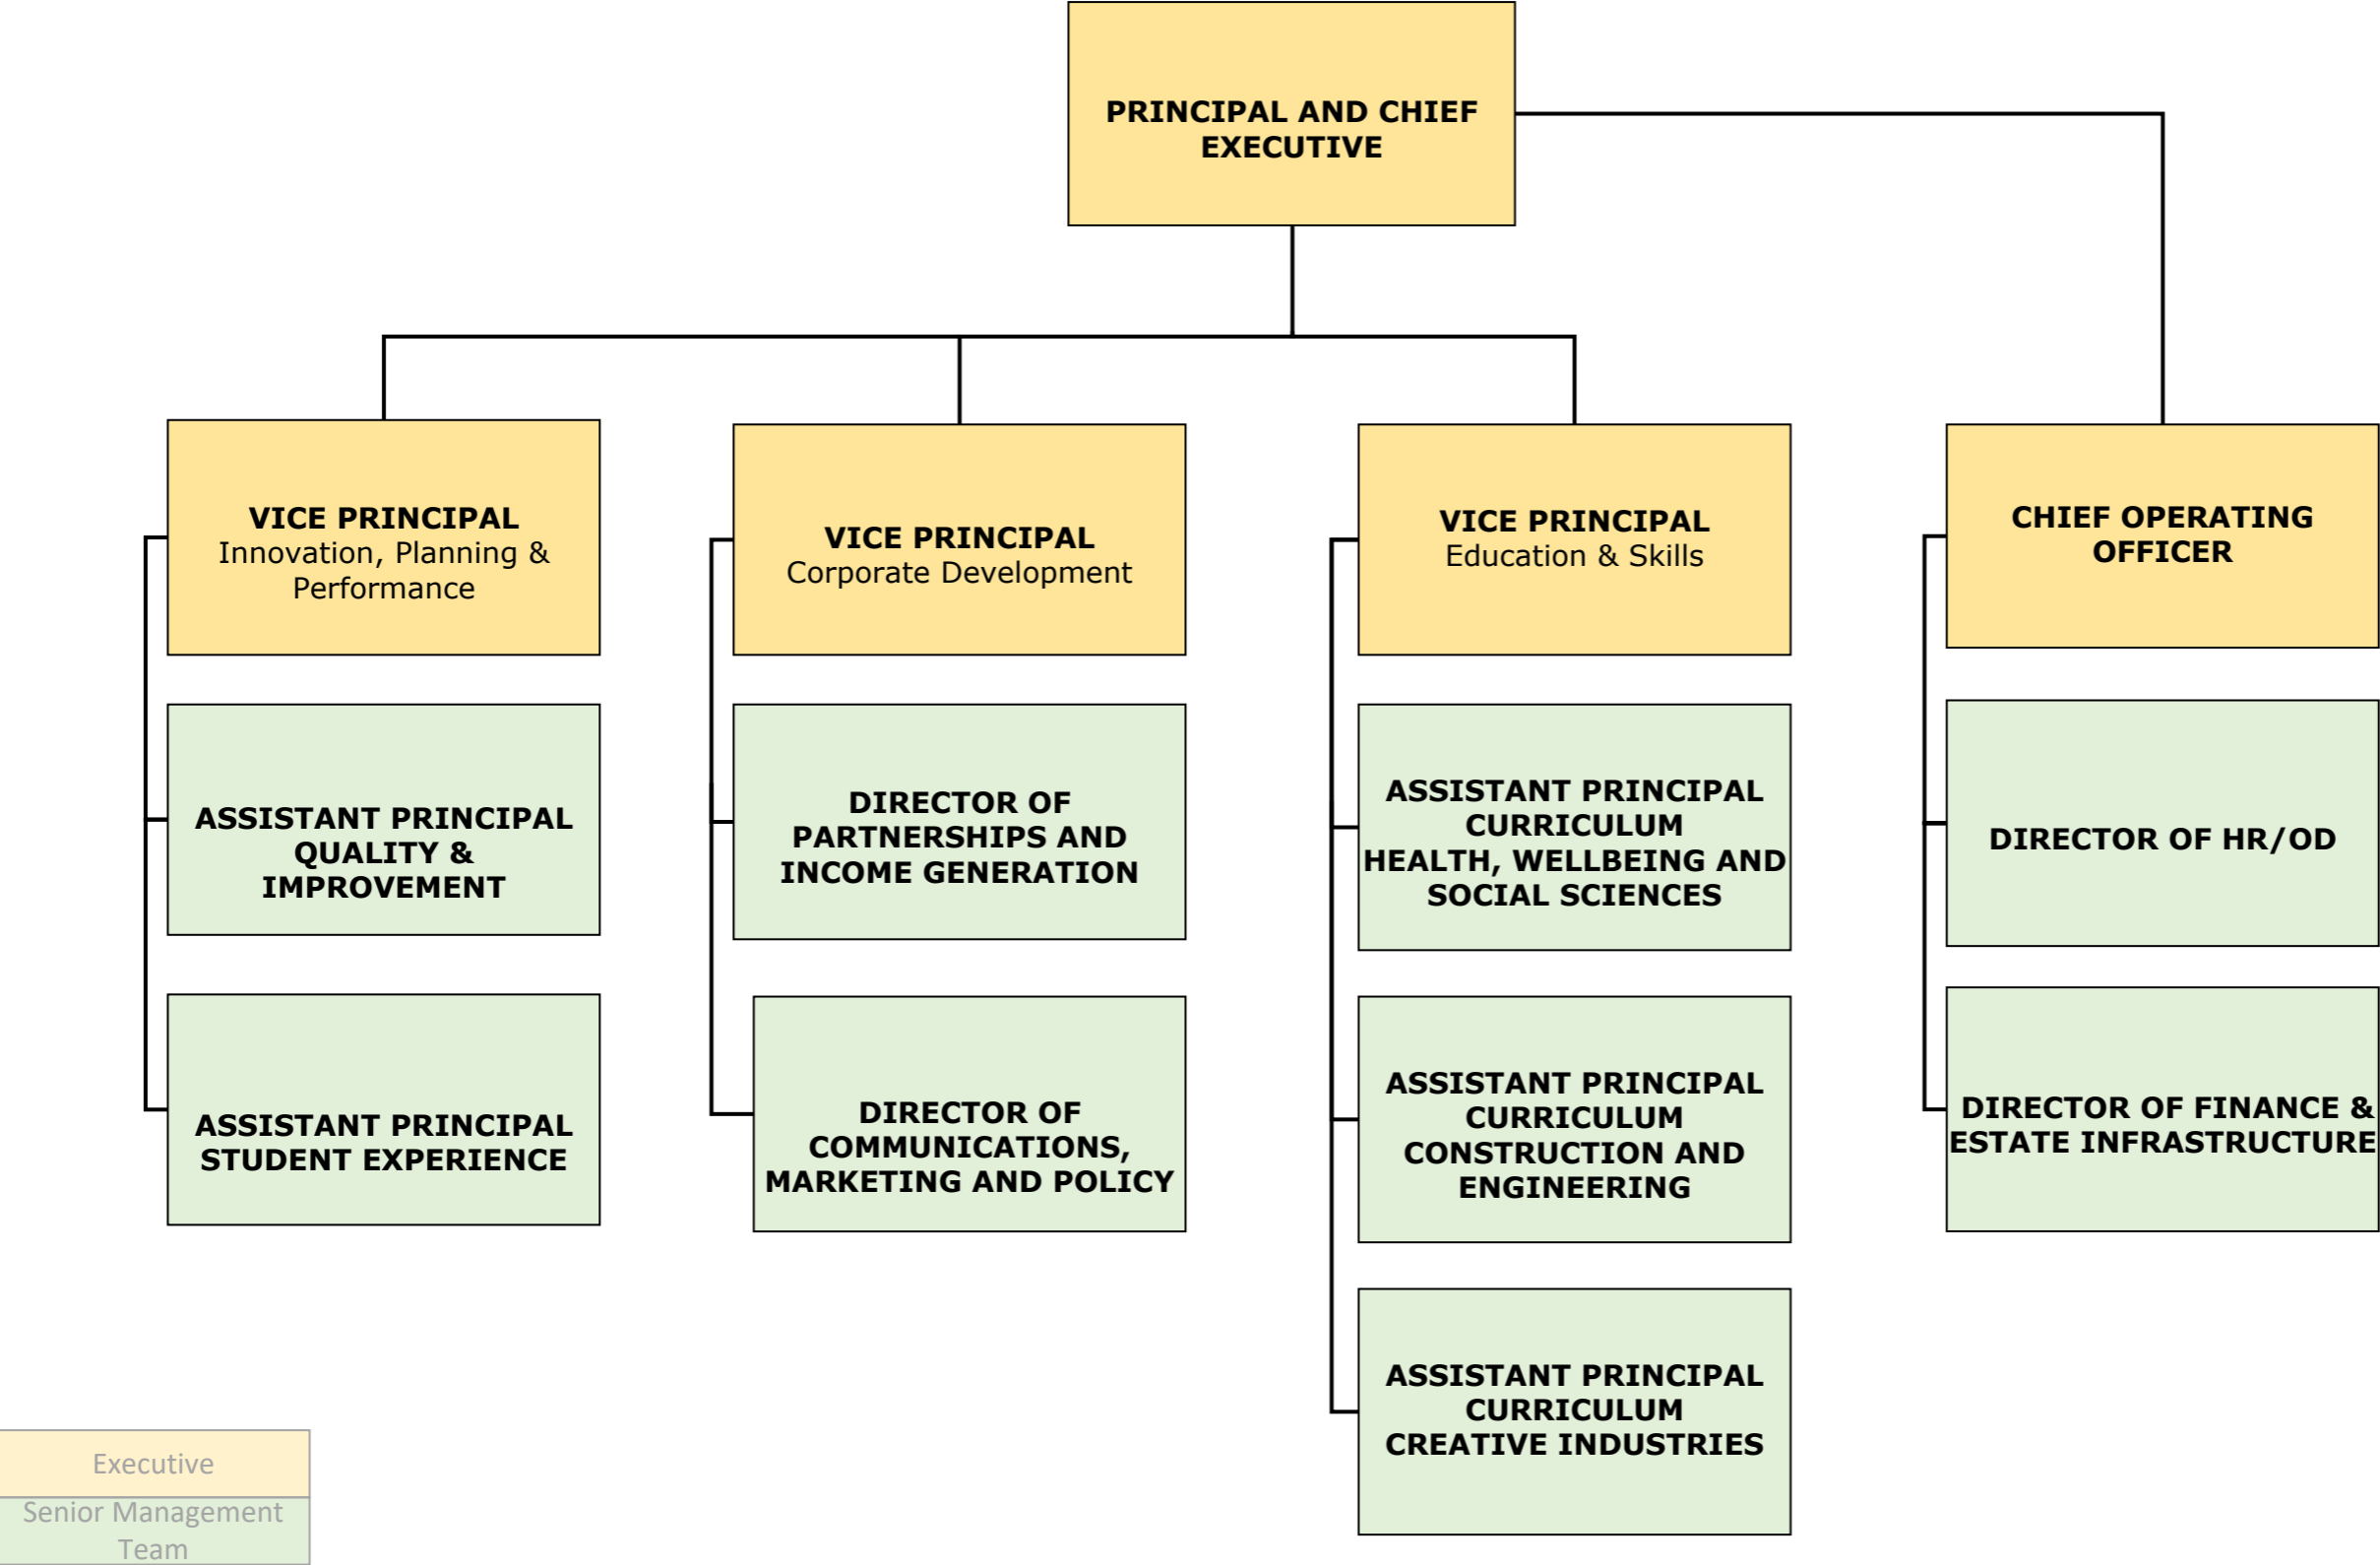 PRINCIPAL AND CHIEF
EXECUTIVE
VICE PRINCIPAL
Innovation, Planning &
Performance
VICE PRINCIPAL
Corporate Development
VICE PRINCIPAL
Education & Skills
CHIEF OPERATING
OFFICER
ASSISTANT PRINCIPAL
QUALITY &
IMPROVEMENT
DIRECTOR OF
PARTNERSHIPS AND
INCOME GENERATION
ASSISTANT PRINCIPAL
CURRICULUM
HEALTH, WELLBEING AND
SOCIAL SCIENCES
DIRECTOR OF HR/OD
ASSISTANT PRINCIPAL
STUDENT EXPERIENCE
DIRECTOR OF
COMMUNICATIONS,
MARKETING AND POLICY
ASSISTANT PRINCIPAL
CURRICULUM
CONSTRUCTION AND
ENGINEERING
DIRECTOR OF FINANCE &
ESTATE INFRASTRUCTURE
ASSISTANT PRINCIPAL
CURRICULUM
CREATIVE INDUSTRIES
Executive
Senior Management
Team